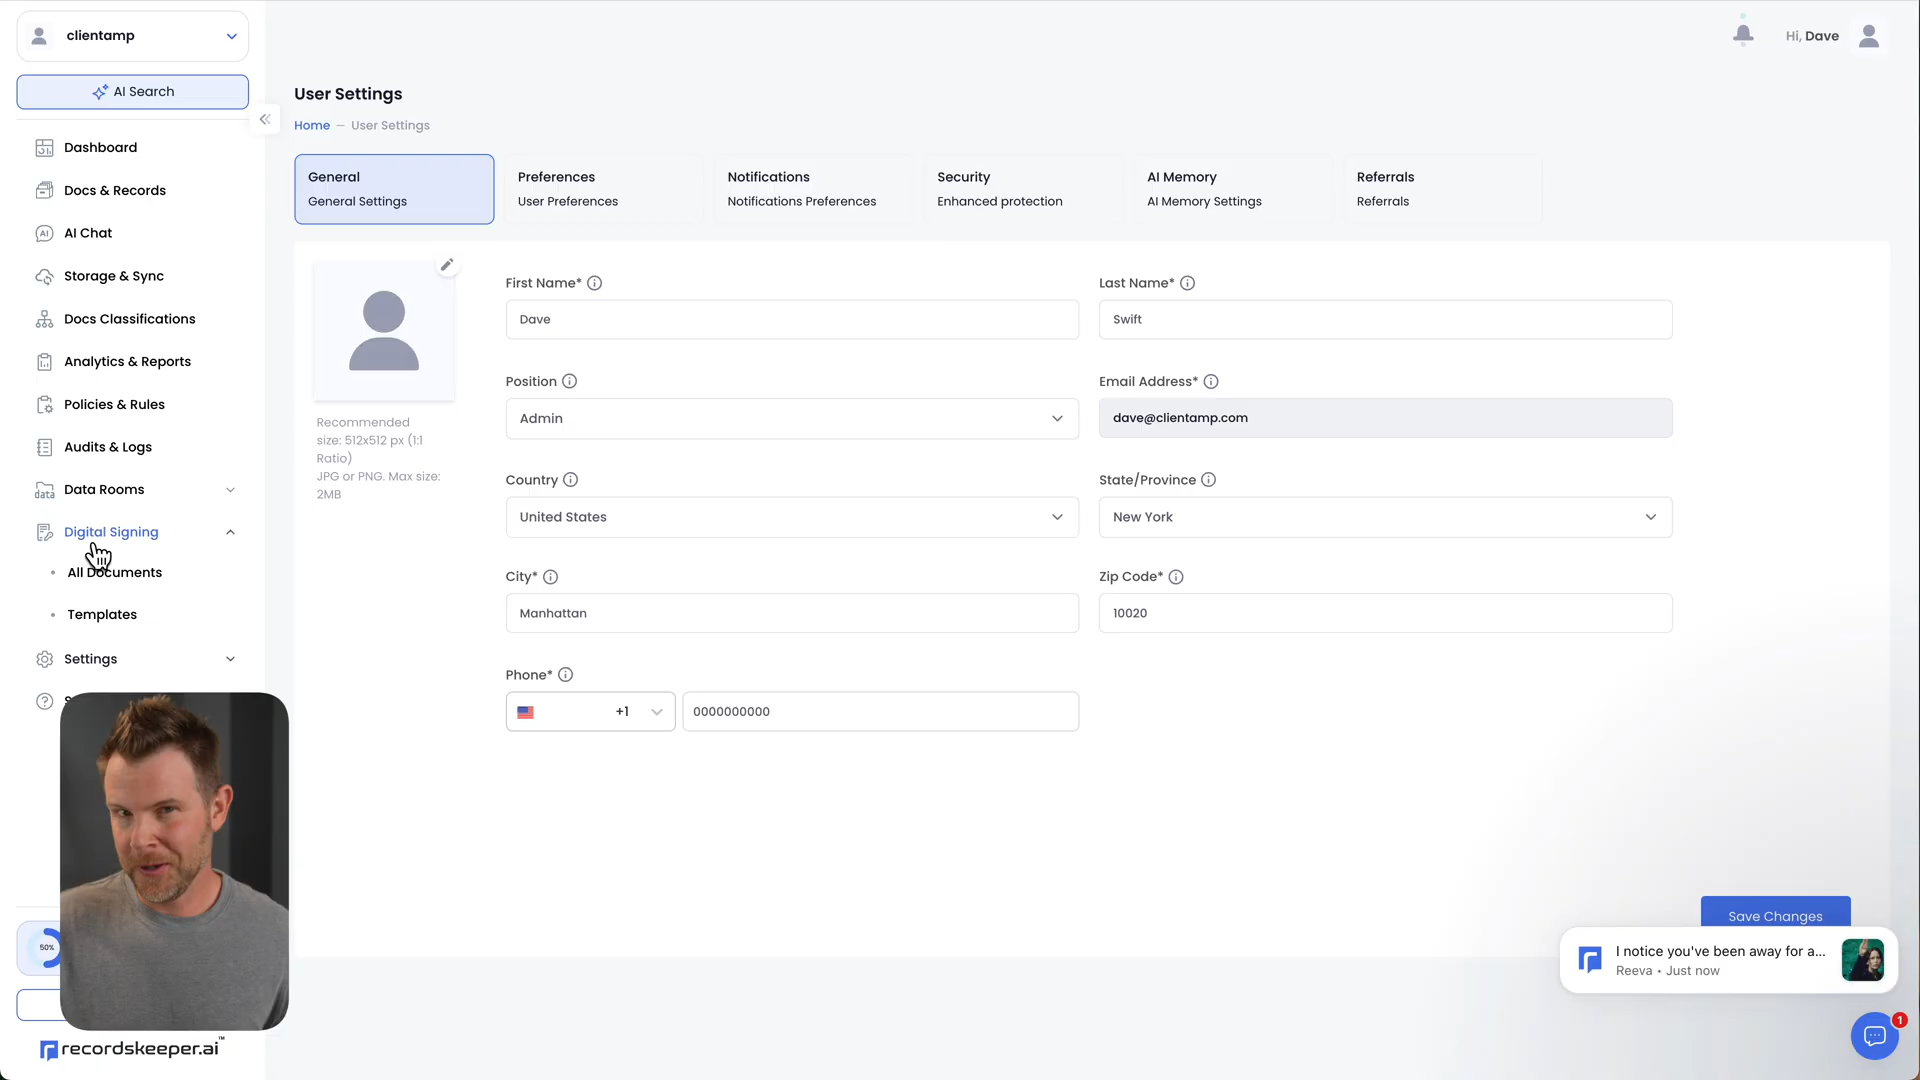 clientamp
AI Search
Dashboard
Docs & Records
AI Chat
Storage & Sync
Docs Classifications
Analytics & Reports
Policies & Rules
Audits & Logs
data
Data Rooms
Digital Signing
All Documents
Templates
Settings
50%
recordskeeper.ai™
Hi, Dave
User Settings
Home — User Settings
General
General Settings
Preferences
User Preferences
Notifications
Notifications Preferences
Security
Enhanced protection
AI Memory
AI Memory Settings
Referrals
Referrals
Recommended
size: 512x512 px (1:1
Ratio)
JPG or PNG. Max size:
2MB
First Name*
Dave
Last Name*
Swift
Position
Admin
Email Address*
dave@clientamp.com
Country
United States
State/Province
New York
City*
Manhattan
Zip Code*
10020
Phone*
+1
0000000000
Save Changes
I notice you've been away for a...
Reeva • Just now
1